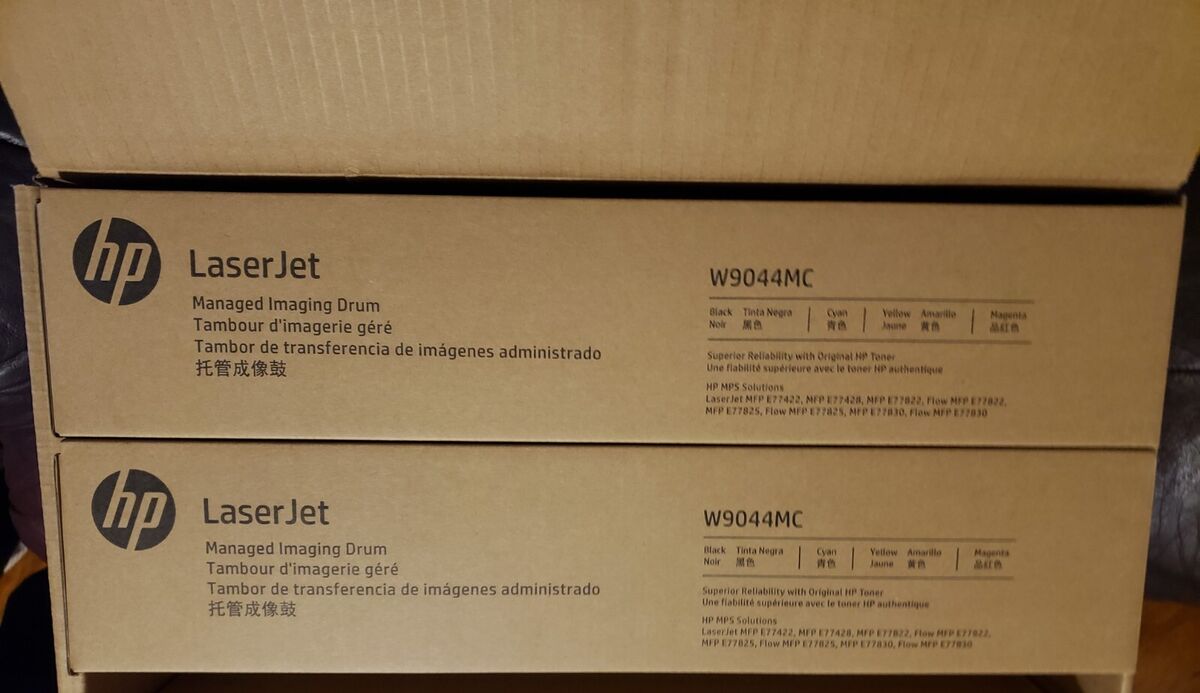 hp
LaserJet
Managed Imaging Drum
Tambour d'imagerie géré
Tambor de transferencia de imágenes administrado
托管成像鼓
W9044MC
Black Tinta Negra Cyan Yellow Amarillo Magenta
Noir 黑色 青色 Jaune 黄色 品红色
Superior Reliability with Original HP Toner
Une fiabilité supérieure avec le toner HP authentique
HP MPS Solutions
LaserJet MFP E77422, MFP E77428, MFP E77822, Flow MFP E77822,
MFP E77825, Flow MFP E77825, MFP E77830, Flow MFP E77830
hp
LaserJet
Managed Imaging Drum
Tambour d'imagerie géré
Tambor de transferencia de imágenes administrado
托管成像鼓
W9044MC
Black Tinta Negra Cyan Yellow Amarillo Magenta
Noir 黑色 青色 Jaune 黄色 品红色
Superior Reliability with Original HP Toner
Une fiabilité supérieure avec le toner HP authentique
HP MPS Solutions
LaserJet MFP E77422, MFP E77428, MFP E77822, Flow MFP E77822,
MFP E77825, Flow MFP E77825, MFP E77830, Flow MFP E77830